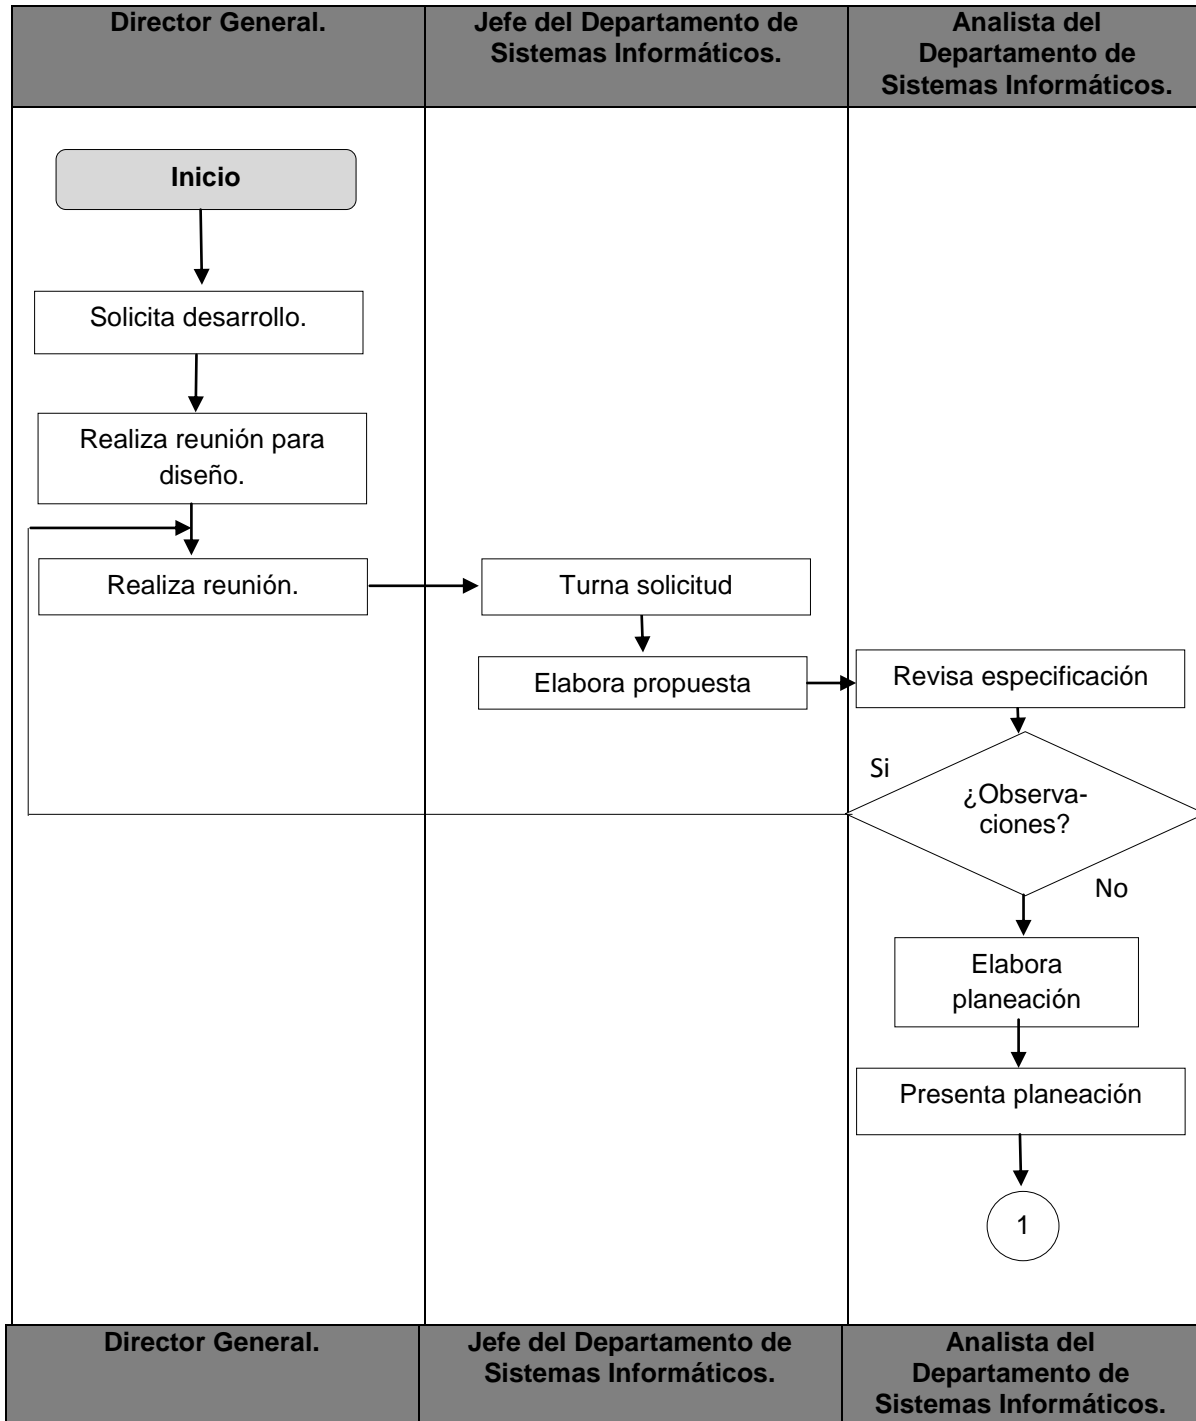 Director General.
Jefe del Departamento de
Sistemas Informáticos.
Analista del
Departamento de
Sistemas Informáticos.
Inicio
Solicita desarrollo.
Realiza reunión para
diseño.
Realiza reunión.
Turna solicitud
Elabora propuesta
Revisa especificación
Si
¿Observa-
ciones?
No
Elabora
planeación
Presenta planeación
1
Director General.
Jefe del Departamento de
Sistemas Informáticos.
Analista del
Departamento de
Sistemas Informáticos.